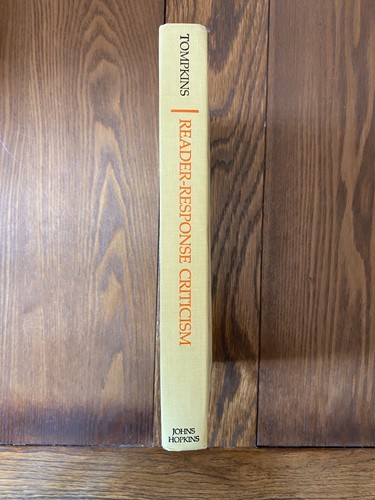 TOMPKINS
READER-RESPONSE CRITICISM
JOHNS
HOPKINS